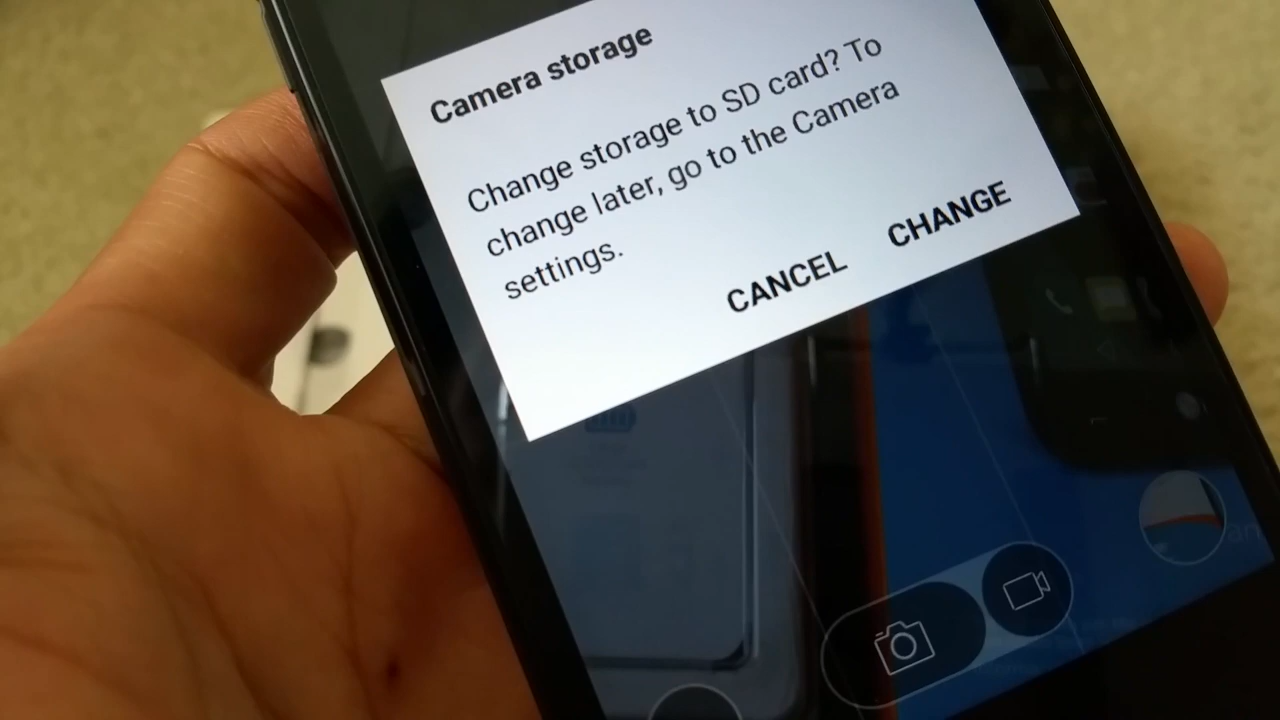 Camera storage
Change storage to SD card? To
change later, go to the Camera
settings.
CANCEL CHANGE